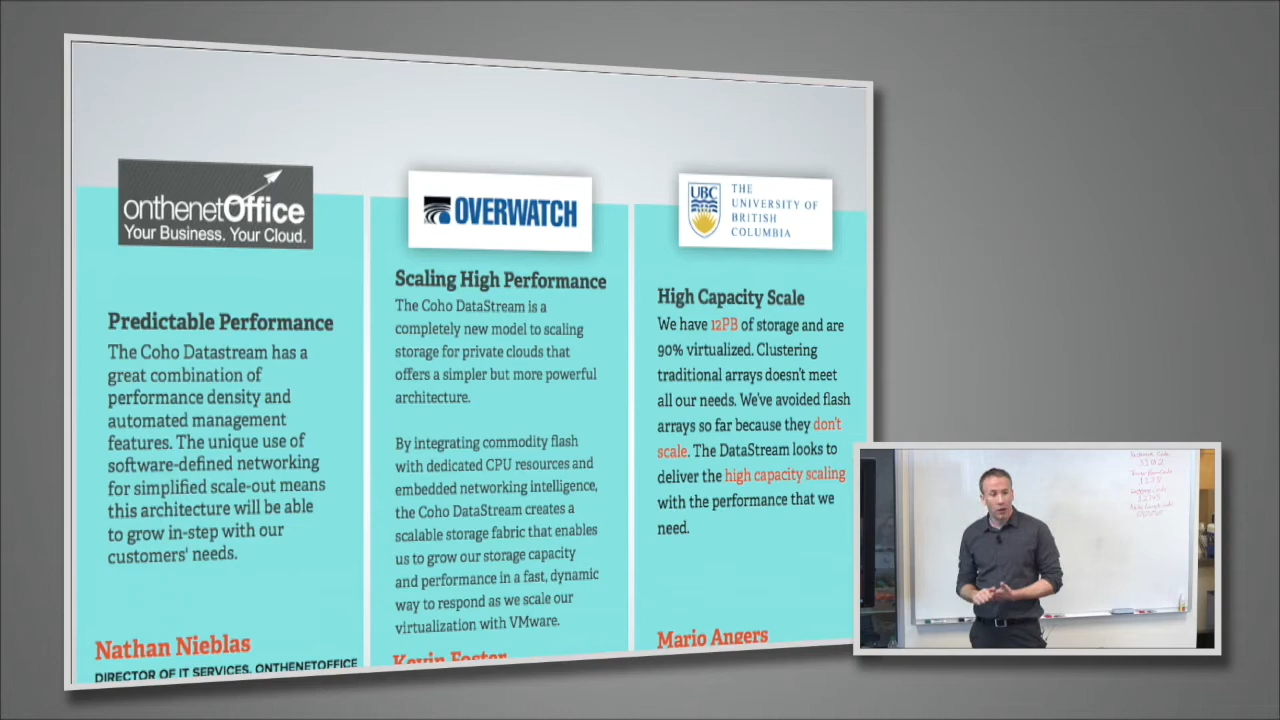 onthenetOffice
Your Business. Your Cloud.
Predictable Performance
The Coho Datastream has a
great combination of
performance density and
automated management
features. The unique use of
software-defined networking
for simplified scale-out means
this architecture will be able
to grow in-step with our
customers' needs.
Nathan Nieblas
DIRECTOR OF IT SERVICES, ONTHENETOFFICE
OVERWATCH
Scaling High Performance
The Coho DataStream is a
completely new model to scaling
storage for private clouds that
offers a simpler but more powerful
architecture.
By integrating commodity flash
with dedicated CPU resources and
embedded networking intelligence,
the Coho DataStream creates a
scalable storage fabric that enables
us to grow our storage capacity
and performance in a fast, dynamic
way to respond as we scale our
virtualization with VMware.
Kevin Foster
UBC
THE
UNIVERSITY OF
BRITISH
COLUMBIA
High Capacity Scale
We have 12PB of storage and are
90% virtualized. Clustering
traditional arrays doesn't meet
all our needs. We've avoided flash
arrays so far because they don't
scale. The DataStream looks to
deliver the high capacity scaling
with the performance that we
need.
Mario Angers